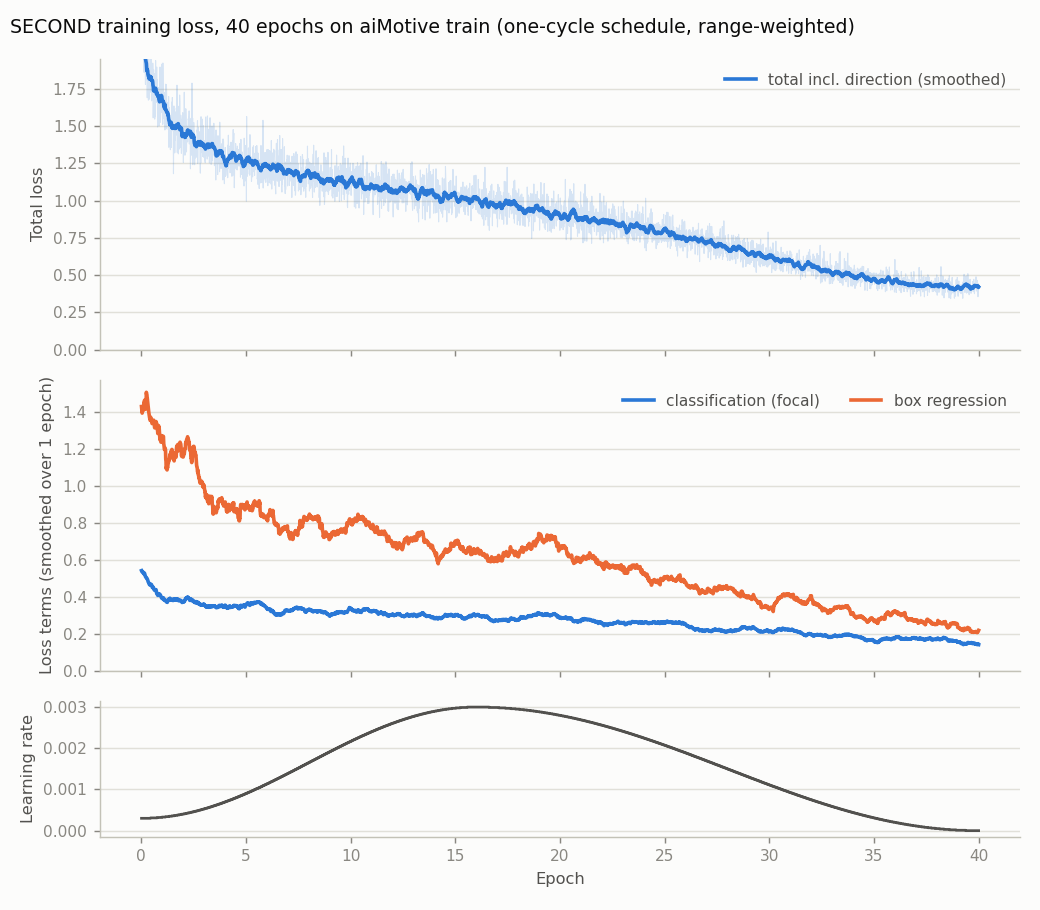 SECOND training loss, 40 epochs on aiMotive train (one-cycle schedule, range-weighted)
total incl. direction (smoothed)
Total loss
1.75
1.50
1.25
1.00
0.75
0.50
0.25
0.00
classification (focal)
box regression
Loss terms (smoothed over 1 epoch)
1.4
1.2
1.0
0.8
0.6
0.4
0.2
0.0
Learning rate
0.003
0.002
0.001
0.000
0 5 10 15 20 25 30 35 40
Epoch